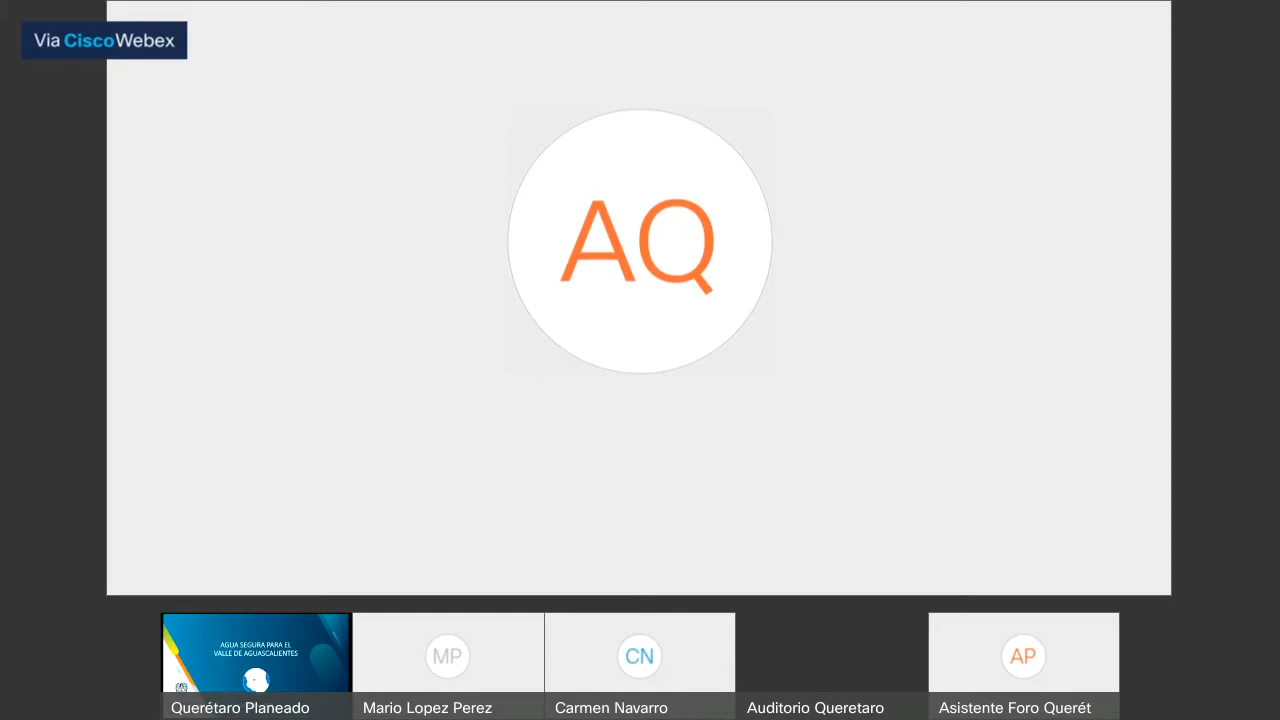 Via CiscoWebex
AQ
AGUA SEGURA PARA EL
VALLE DE AGUASCALIENTES
MP
CN
AP
Querétaro Planeado
Mario Lopez Perez
Carmen Navarro
Auditorio Queretaro
Asistente Foro Querét